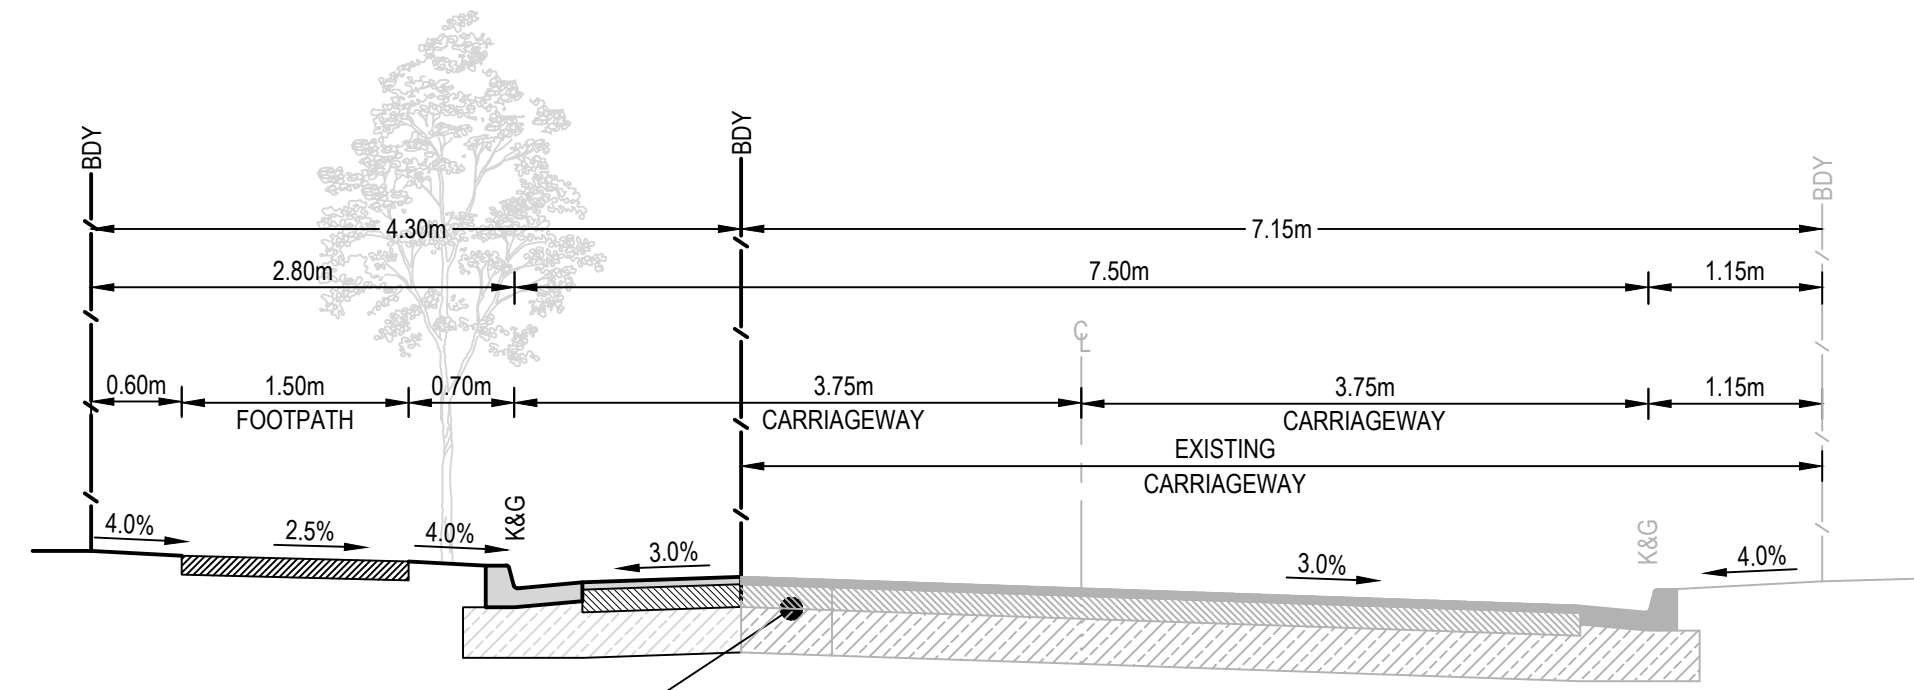 BDY
BDY
BDY
4.30m
7.15m
2.80m
7.50m
1.15m
CL
0.60m
1.50m
0.70m
3.75m
3.75m
1.15m
FOOTPATH
CARRIAGEWAY
CARRIAGEWAY
EXISTING
CARRIAGEWAY
K&G
K&G
4.0%
2.5%
4.0%
3.0%
3.0%
4.0%